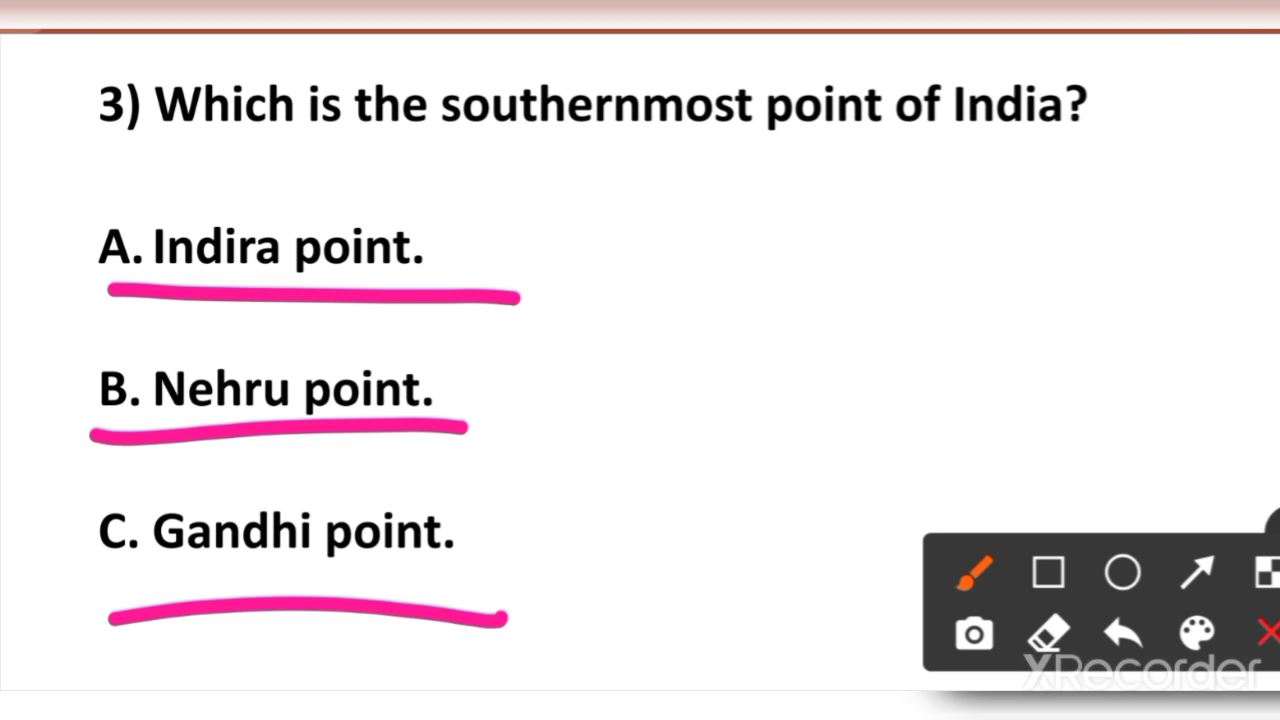 3) Which is the southernmost point of India?
A. Indira point.
B. Nehru point.
C. Gandhi point.
XRecorder